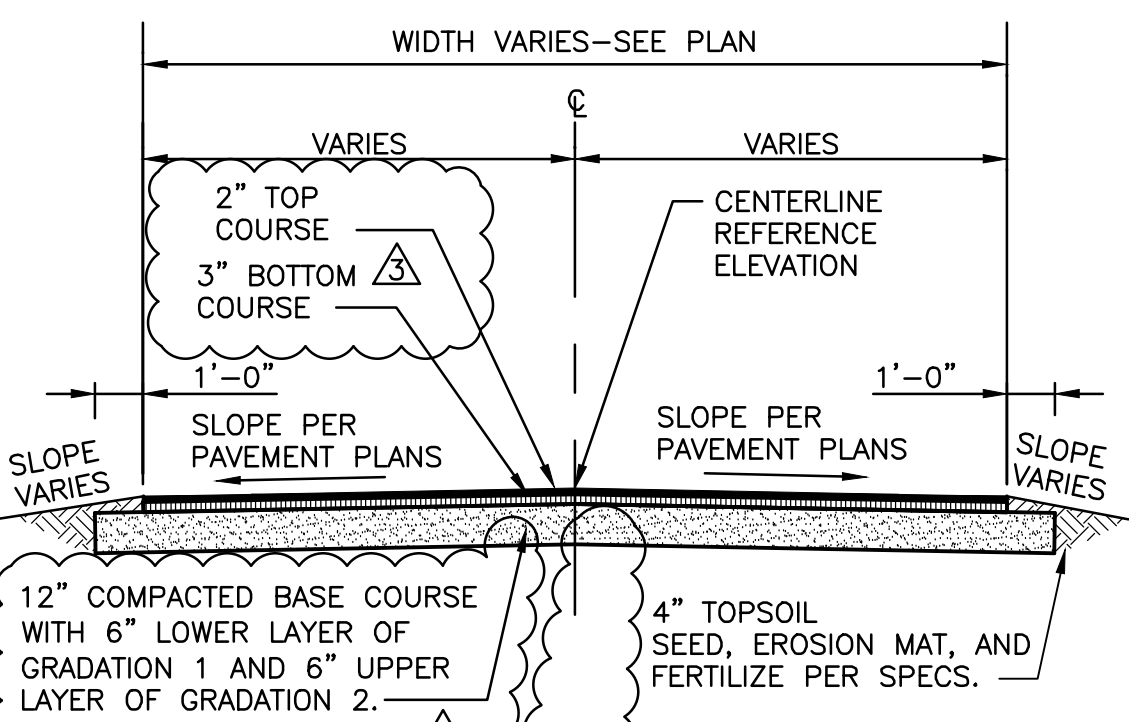 WIDTH VARIES-SEE PLAN
℄
VARIES
VARIES
2" TOP
COURSE
3" BOTTOM
COURSE
3
CENTERLINE
REFERENCE
ELEVATION
1'-0"
1'-0"
SLOPE PER
PAVEMENT PLANS
SLOPE PER
PAVEMENT PLANS
SLOPE
VARIES
SLOPE
VARIES
12" COMPACTED BASE COURSE
WITH 6" LOWER LAYER OF
GRADATION 1 AND 6" UPPER
LAYER OF GRADATION 2.
4" TOPSOIL
SEED, EROSION MAT, AND
FERTILIZE PER SPECS.